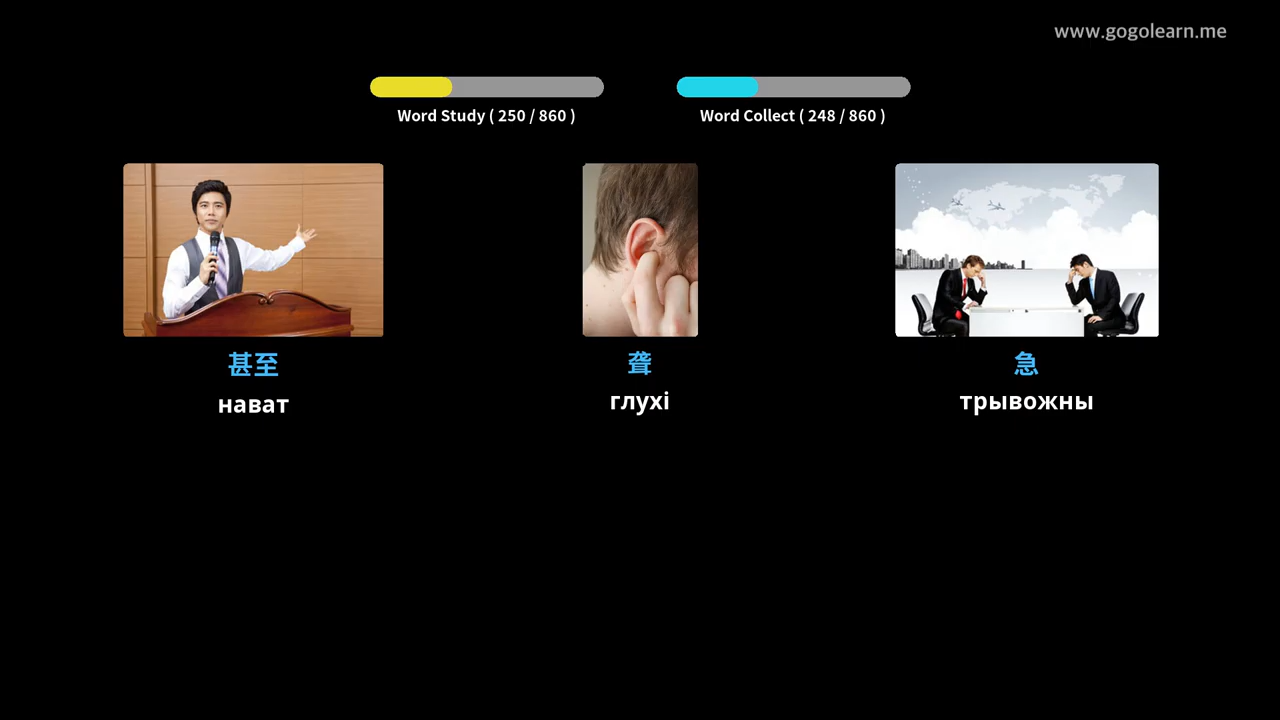 www.gogolearn.me
Word Study ( 250 / 860 )
Word Collect ( 248 / 860 )
甚至
нават
聋
глухі
急
трывожны